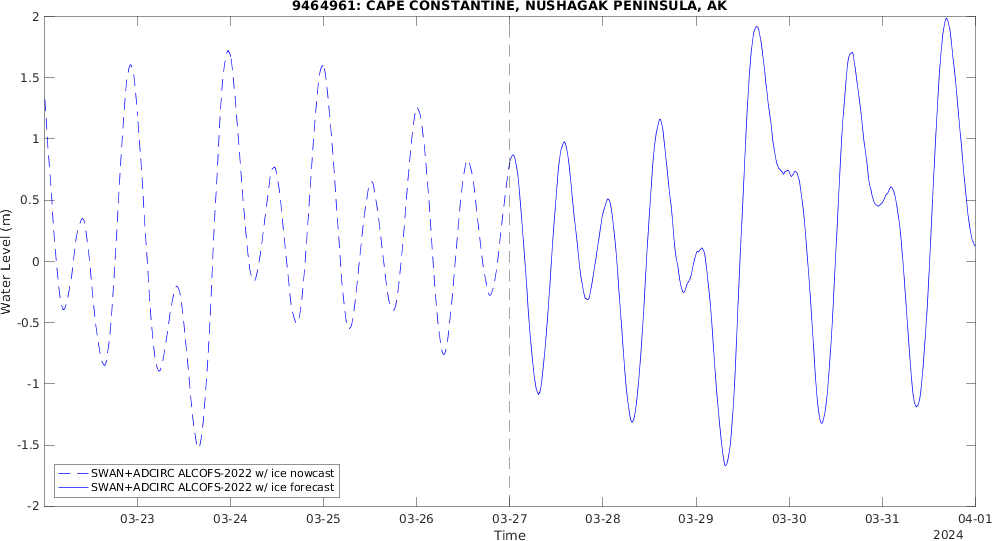 9464961: CAPE CONSTANTINE, NUSHAGAK PENINSULA, AK
Water Level (m)
2
1.5
1
0.5
0
-0.5
-1
-1.5
-2
SWAN+ADCIRC ALCOFS-2022 w/ ice nowcast
SWAN+ADCIRC ALCOFS-2022 w/ ice forecast
03-23 03-24 03-25 03-26 03-27 03-28 03-29 03-30 03-31 04-01
Time
2024